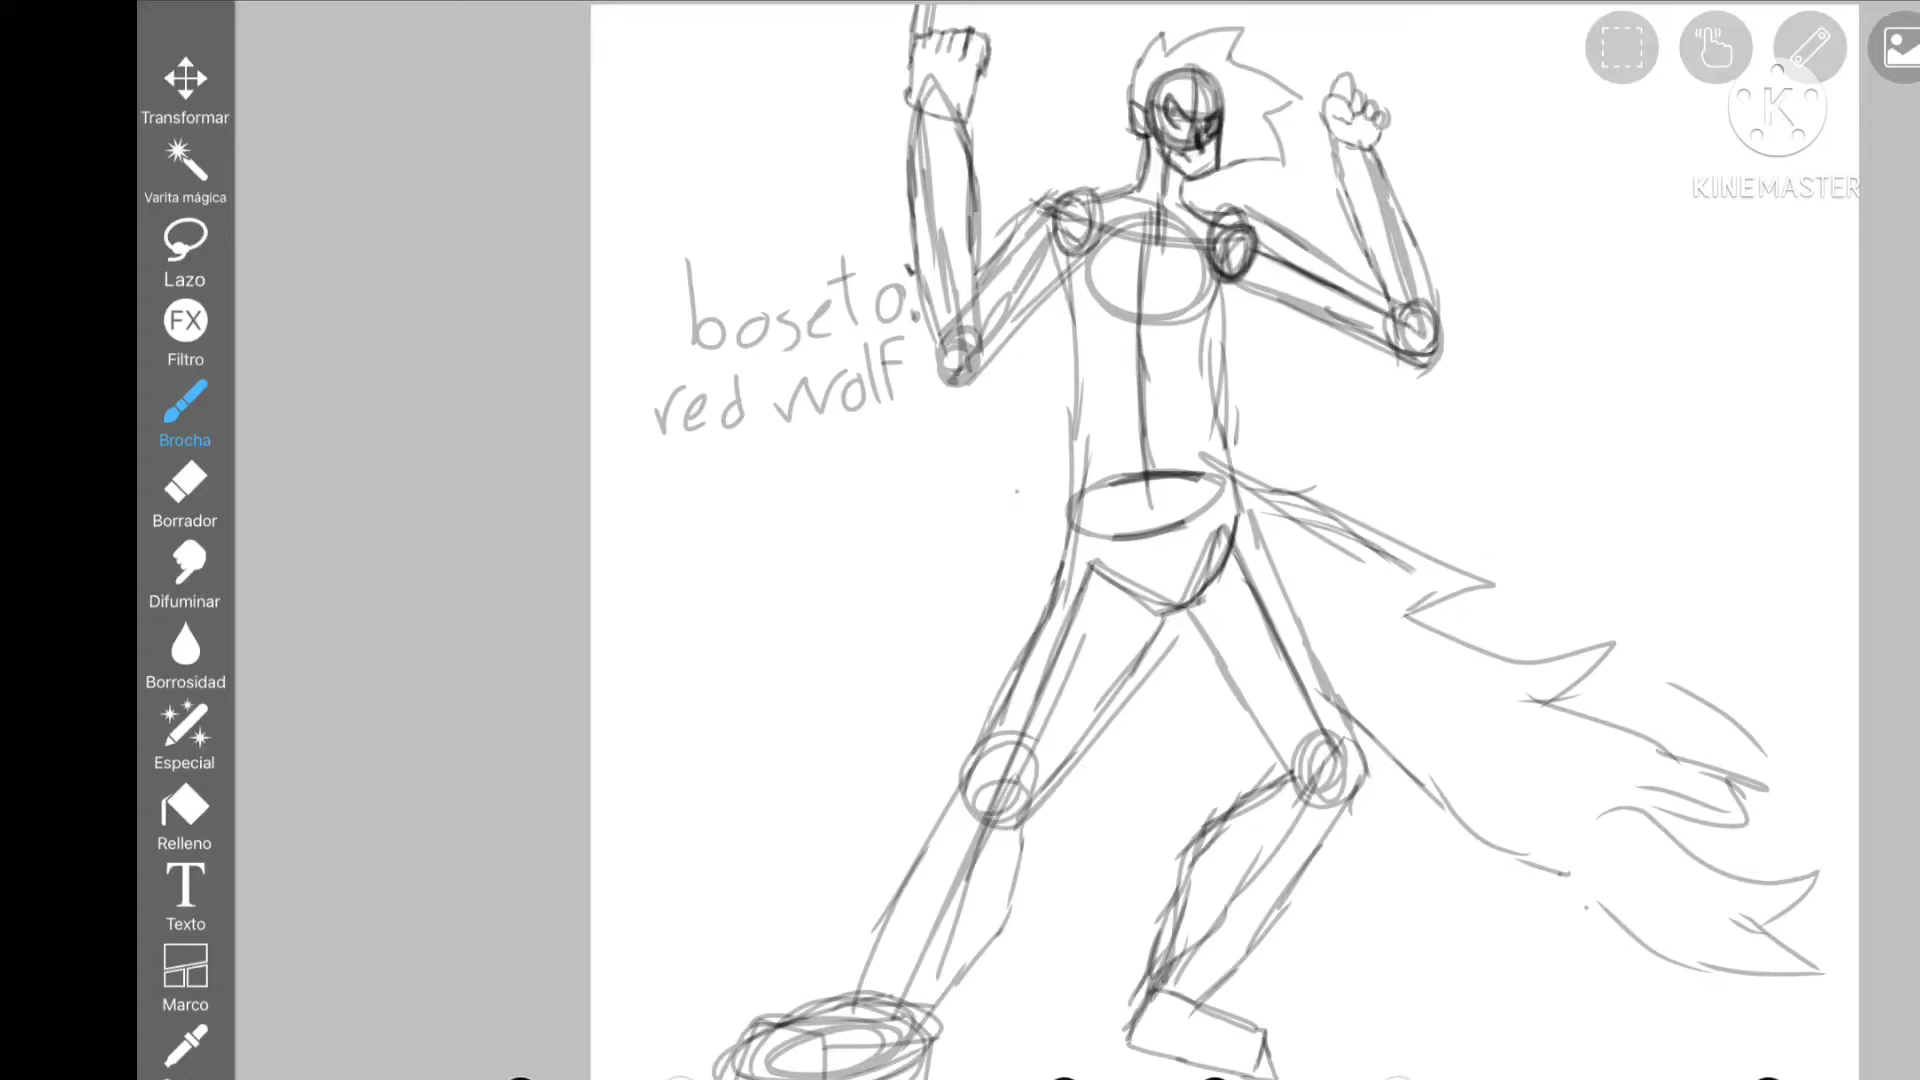 Transformar
Varita mágica
Lazo
FX
Filtro
Brocha
Borrador
Difuminar
Borrosidad
Especial
Relleno
T
Texto
Marco
boseto:
red wolf
K
KINEMASTER